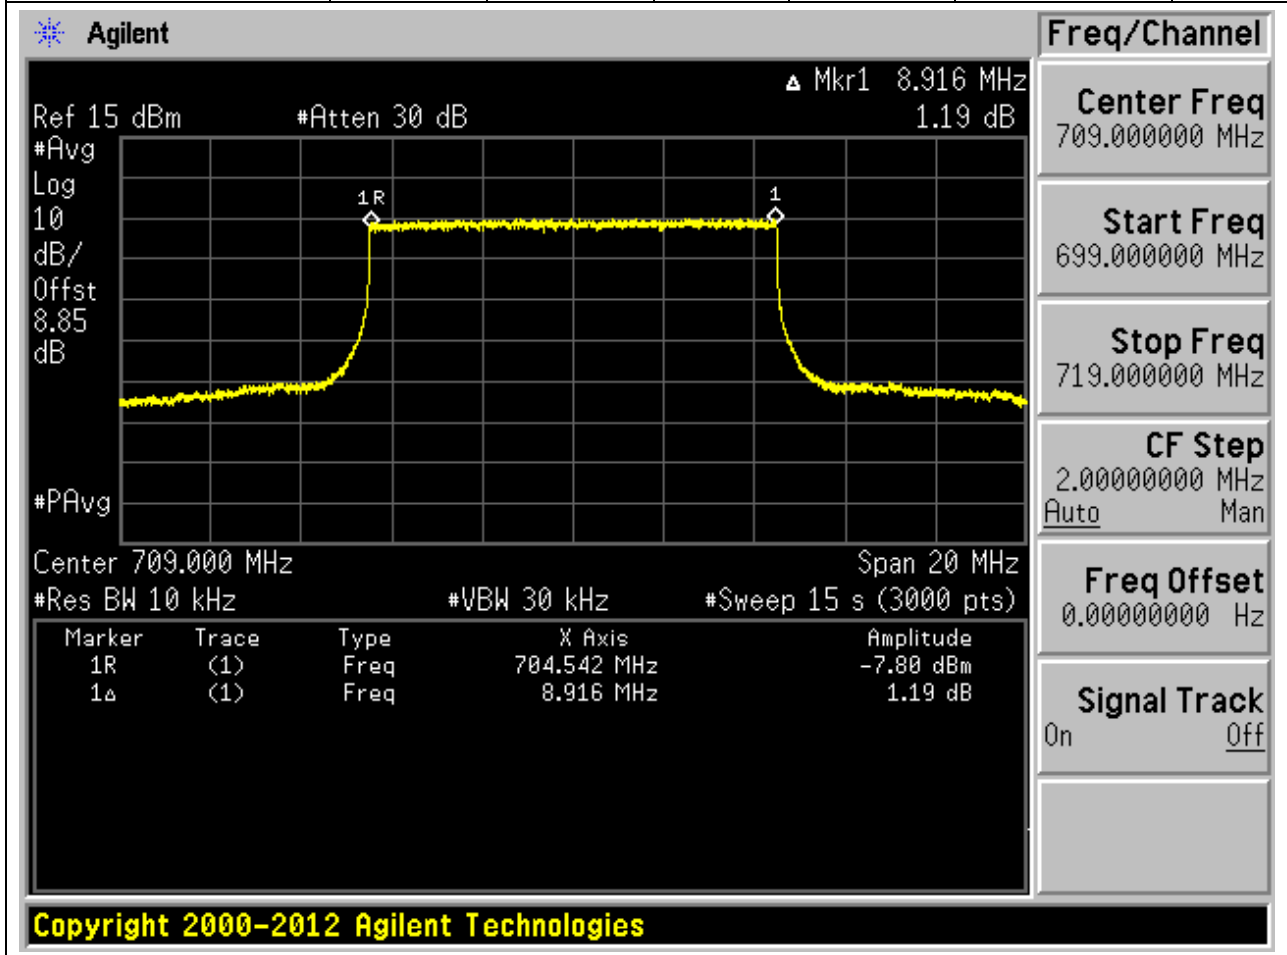 Agilent
Freq/Channel
Δ Mkr1 8.916 MHz
Ref 15 dBm #Atten 30 dB 1.19 dB
#Avg
Log
10
dB/
Offst
8.85
dB
#PAvg
1R
1
Center 709.000 MHz Span 20 MHz
#Res BW 10 kHz #VBW 30 kHz #Sweep 15 s (3000 pts)
Marker Trace Type X Axis Amplitude
1R (1) Freq 704.542 MHz -7.80 dBm
1Δ (1) Freq 8.916 MHz 1.19 dB
Center Freq
709.000000 MHz
Start Freq
699.000000 MHz
Stop Freq
719.000000 MHz
CF Step
2.00000000 MHz
Auto Man
Freq Offset
0.00000000 Hz
Signal Track
On Off
Copyright 2000-2012 Agilent Technologies